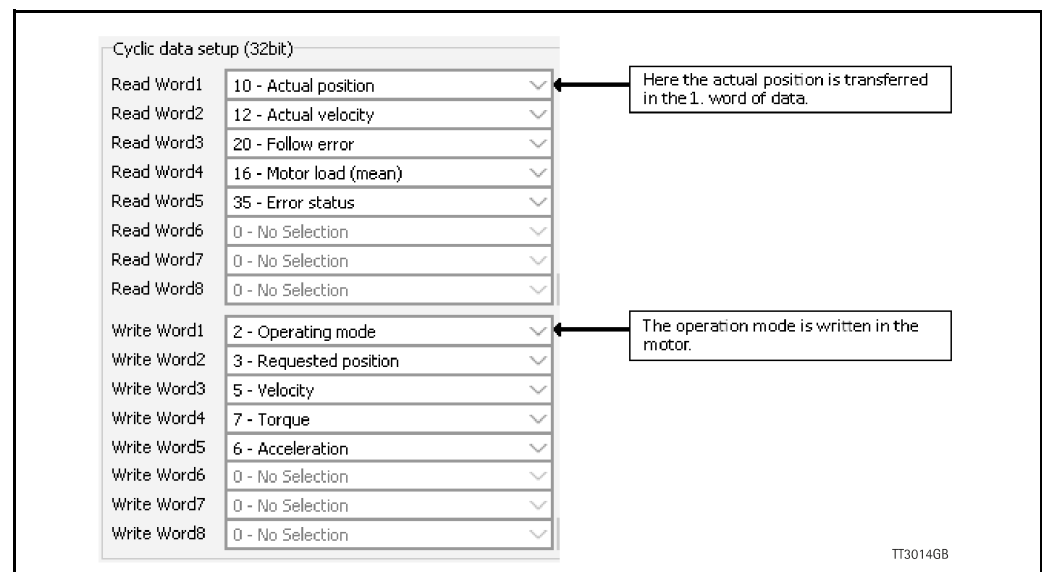 Cyclic data setup (32bit)
Read Word1 10 - Actual position
Here the actual position is transferred
in the 1. word of data.
Read Word2 12 - Actual velocity
Read Word3 20 - Follow error
Read Word4 16 - Motor load (mean)
Read Word5 35 - Error status
Read Word6 0 - No Selection
Read Word7 0 - No Selection
Read Word8 0 - No Selection
Write Word1 2 - Operating mode
The operation mode is written in the
motor.
Write Word2 3 - Requested position
Write Word3 5 - Velocity
Write Word4 7 - Torque
Write Word5 6 - Acceleration
Write Word6 0 - No Selection
Write Word7 0 - No Selection
Write Word8 0 - No Selection
TT3014GB